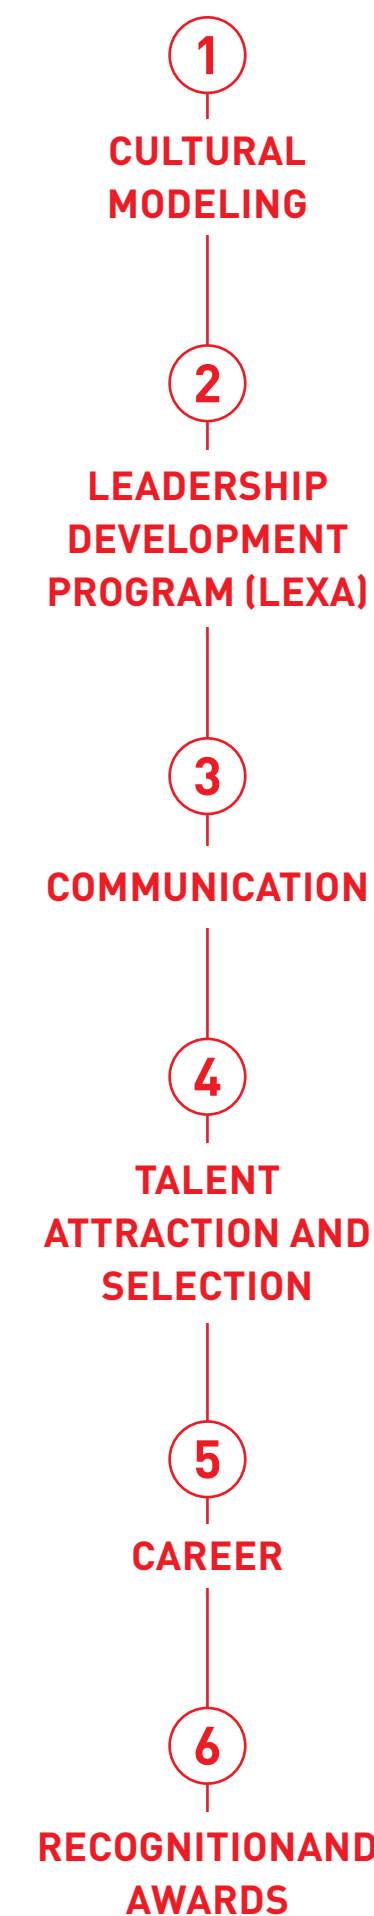 1
CULTURAL
MODELING
2
LEADERSHIP
DEVELOPMENT
PROGRAM (LEXA)
3
COMMUNICATION
4
TALENT
ATTRACTION AND
SELECTION
5
CAREER
6
RECOGNITIONAND
AWARDS